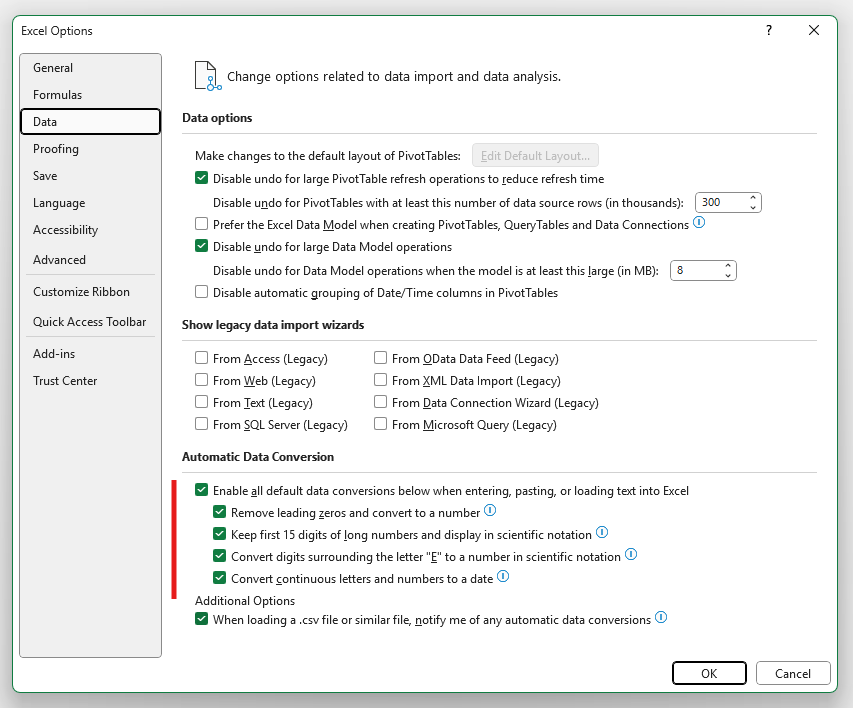 Excel Options
?
General
Formulas
Data
Proofing
Save
Language
Accessibility
Advanced
Customize Ribbon
Quick Access Toolbar
Add-ins
Trust Center
Change options related to data import and data analysis.
Data options
Make changes to the default layout of PivotTables: Edit Default Layout...
Disable undo for large PivotTable refresh operations to reduce refresh time
Disable undo for PivotTables with at least this number of data source rows (in thousands): 300
Prefer the Excel Data Model when creating PivotTables, QueryTables and Data Connections
Disable undo for large Data Model operations
Disable undo for Data Model operations when the model is at least this large (in MB): 8
Disable automatic grouping of Date/Time columns in PivotTables
Show legacy data import wizards
From Access (Legacy) From OData Data Feed (Legacy)
From Web (Legacy) From XML Data Import (Legacy)
From Text (Legacy) From Data Connection Wizard (Legacy)
From SQL Server (Legacy) From Microsoft Query (Legacy)
Automatic Data Conversion
Enable all default data conversions below when entering, pasting, or loading text into Excel
Remove leading zeros and convert to a number
Keep first 15 digits of long numbers and display in scientific notation
Convert digits surrounding the letter "E" to a number in scientific notation
Convert continuous letters and numbers to a date
Additional Options
When loading a .csv file or similar file, notify me of any automatic data conversions
OK Cancel